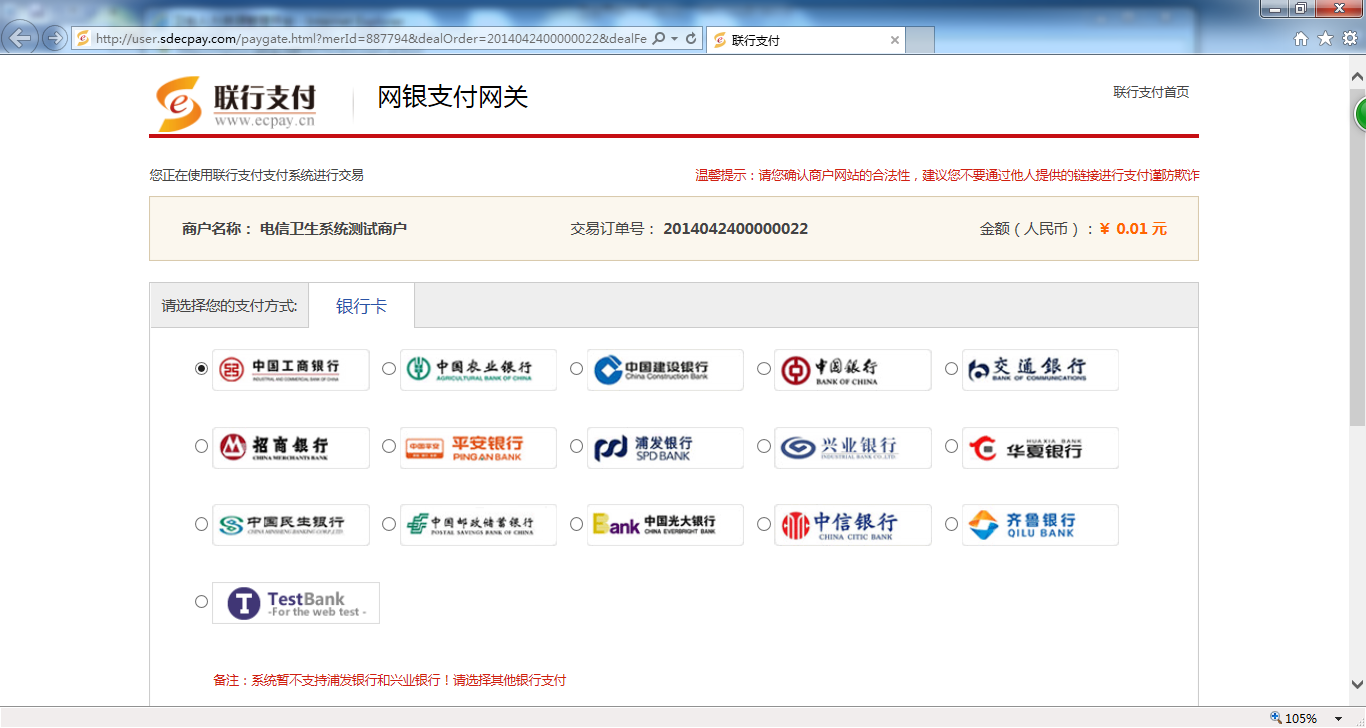 http://user.sdecpay.com/paygate.html?merId=887794&dealOrder=2014042400000022&dealFe
联行支付
联行支付
www.ecpay.cn
网银支付网关
联行支付首页
您正在使用联行支付支付系统进行交易
温馨提示：请您确认商户网站的合法性，建议您不要通过他人提供的链接进行支付谨防欺诈
商户名称： 电信卫生系统测试商户
交易订单号： 2014042400000022
金额（人民币）：￥ 0.01 元
请选择您的支付方式:
银行卡
中国工商银行
INDUSTRIAL AND COMMERCIAL BANK OF CHINA
中国农业银行
AGRICULTURAL BANK OF CHINA
中国建设银行
China Construction Bank
中国银行
BANK OF CHINA
交通银行
BANK OF COMMUNICATIONS
招商银行
CHINA MERCHANTS BANK
中国平安
平安银行
PING AN BANK
浦发银行
SPD BANK
兴业银行
INDUSTRIAL BANK CO.,LTD.
HUAXIA BANK
华夏银行
中国民生银行
CHINA MINSHENG BANKING CORP.,LTD.
中国邮政储蓄银行
POSTAL SAVINGS BANK OF CHINA
Bank
中国光大银行
CHINA EVERBRIGHT BANK
中信银行
CHINA CITIC BANK
齐鲁银行
QILU BANK
T
TestBank
-For the web test -
备注：系统暂不支持浦发银行和兴业银行！请选择其他银行支付
105%